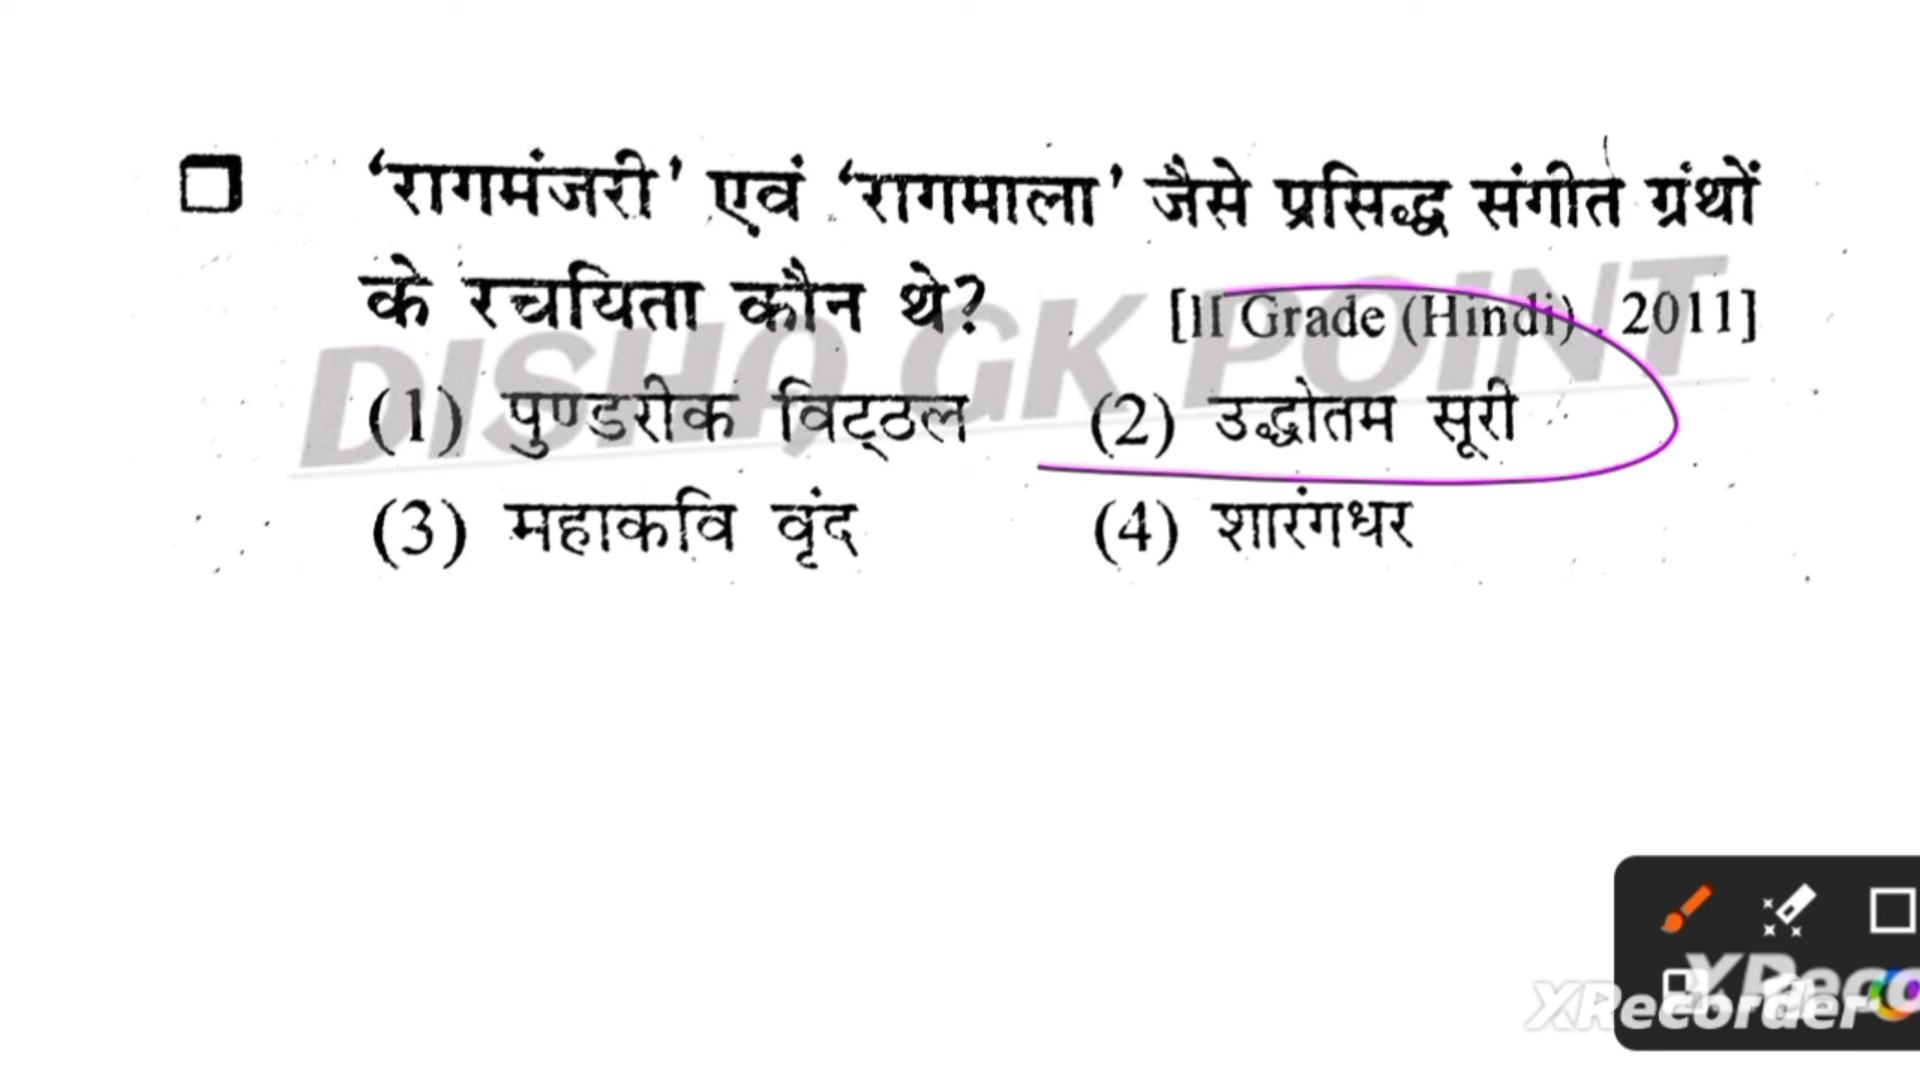 'रागमंजरी' एवं 'रागमाला' जैसे प्रसिद्ध संगीत ग्रंथों
के रचयिता कौन थे? [II Grade (Hindi) , 2011]
DISHA GK POINT
(1) पुण्डरीक विट्ठल (2) उद्धोतम सूरी
(3) महाकवि वृंद (4) शारंगधर
XRecorder